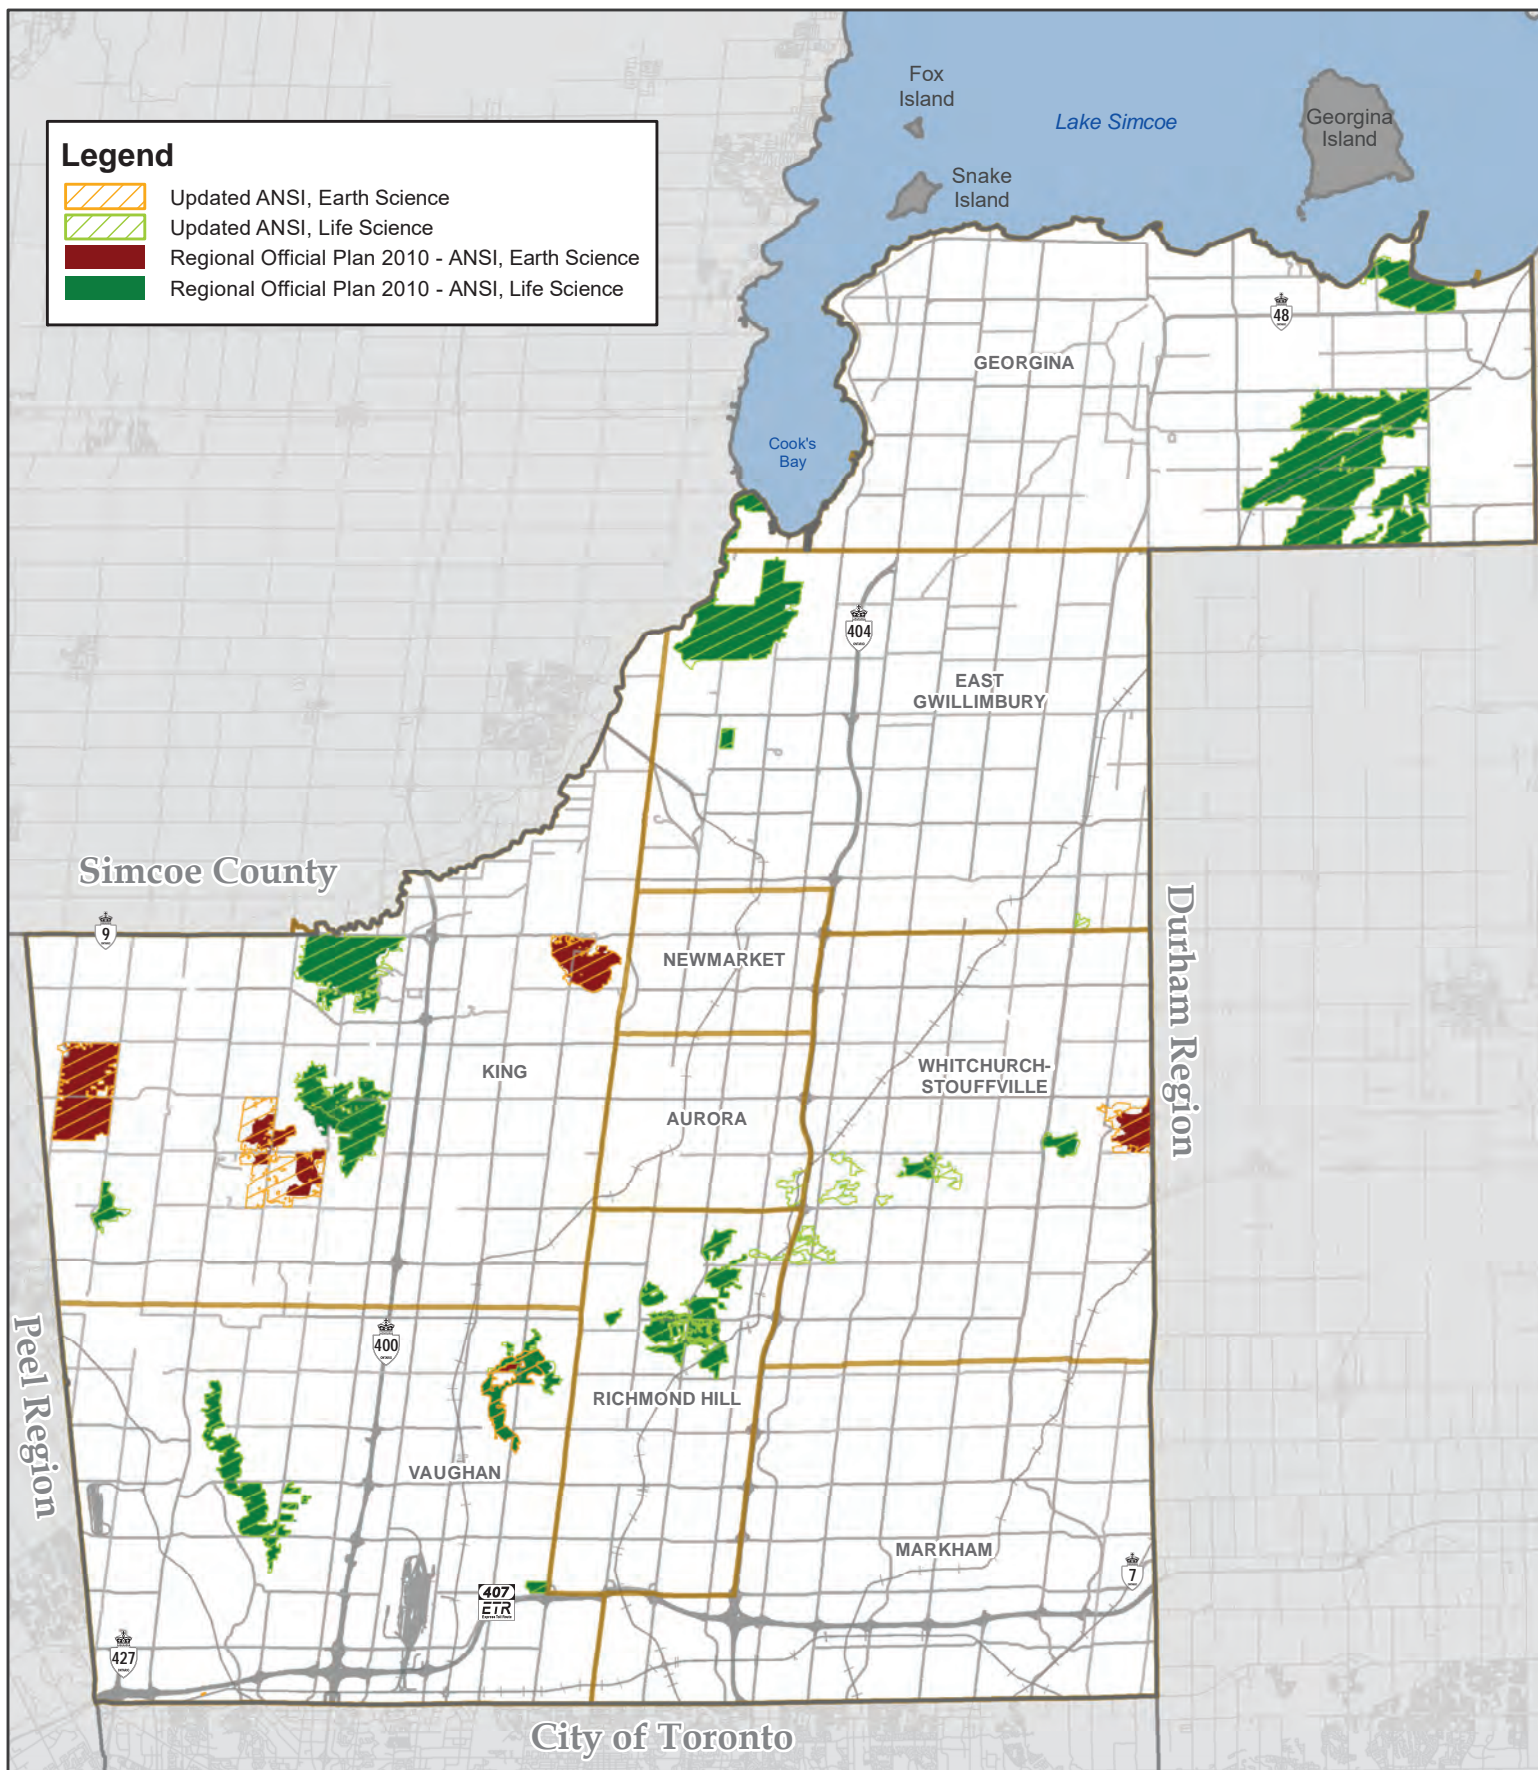 Fox
Island
Lake Simcoe
Georgina
Island
Snake
Island
Legend
Updated ANSI, Earth Science
Updated ANSI, Life Science
Regional Official Plan 2010 - ANSI, Earth Science
Regional Official Plan 2010 - ANSI, Life Science
48
GEORGINA
Cook's
Bay
404
EAST
GWILLIMBURY
Simcoe County
9
NEWMARKET
Durham Region
KING
WHITCHURCH-
STOUFFVILLE
AURORA
Peel Region
400
RICHMOND HILL
VAUGHAN
MARKHAM
7
407
ETR
427
City of Toronto